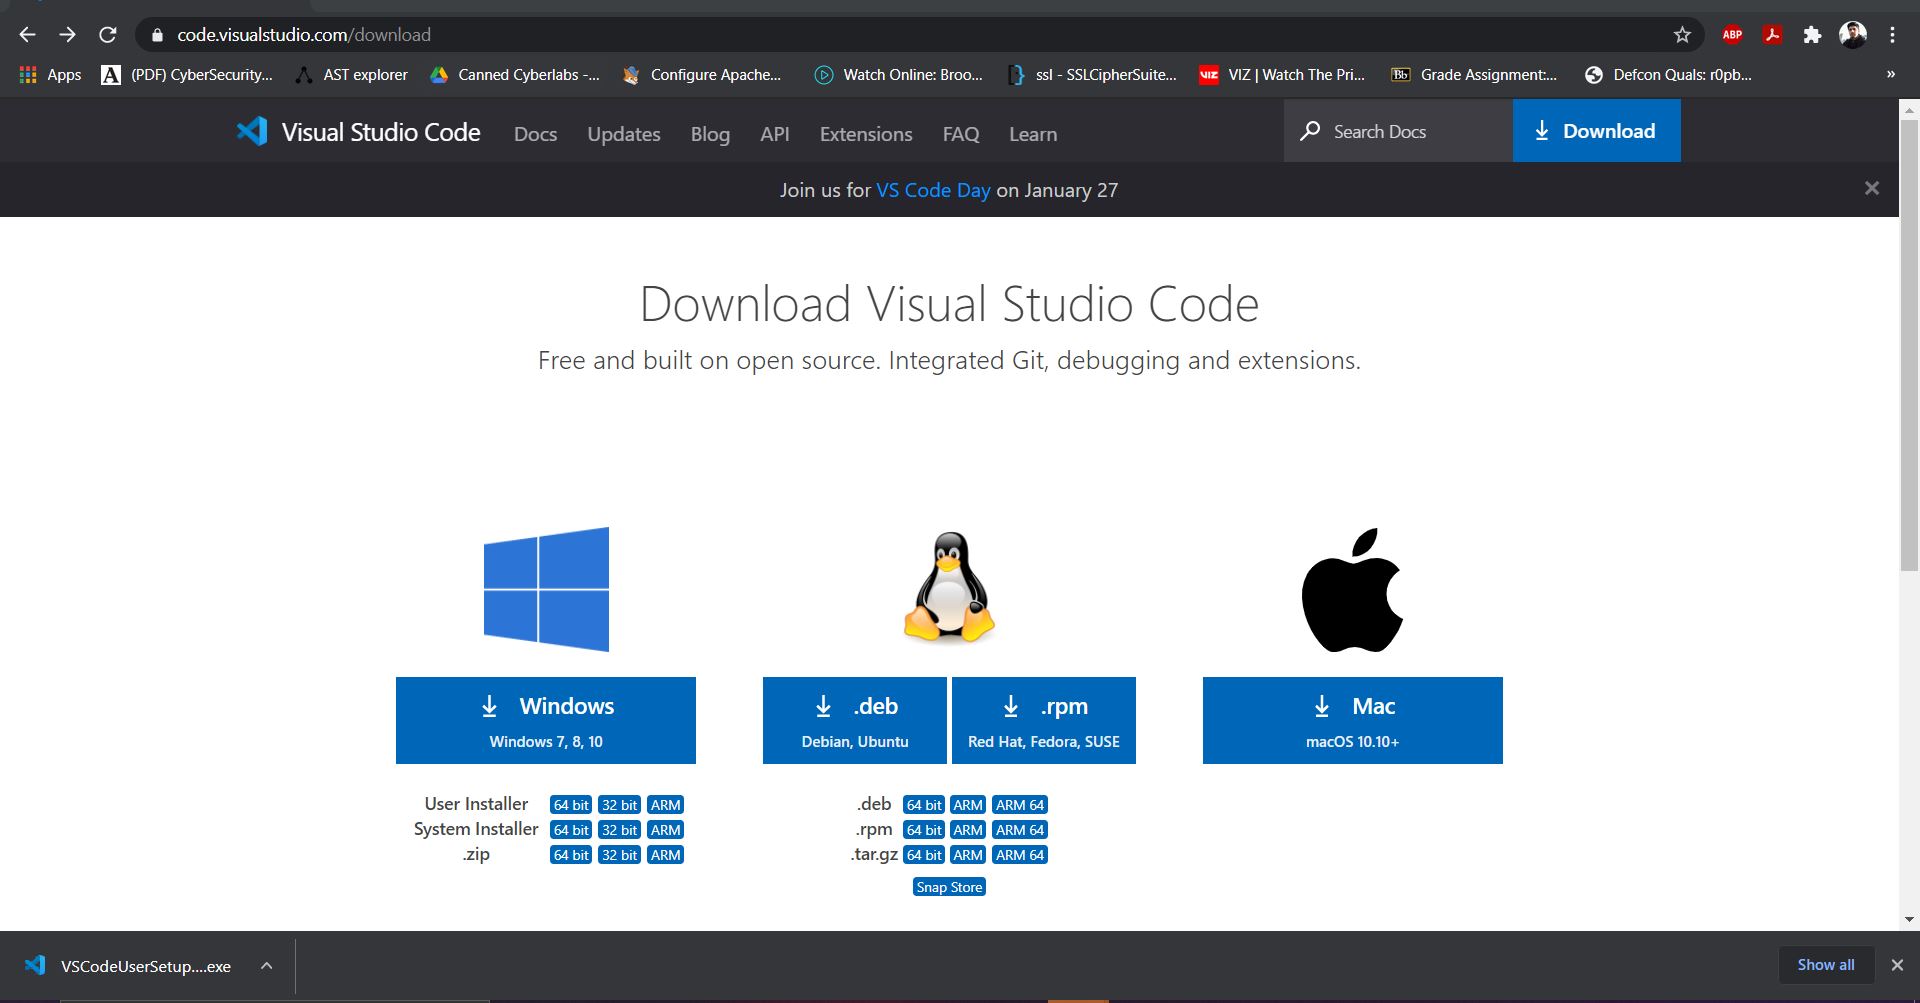 code.visualstudio.com/download
ABP
Apps (PDF) CyberSecurity... AST explorer Canned Cyberlabs -... Configure Apache... Watch Online: Broo... ssl - SSLCipherSuite... VIZ VIZ | Watch The Pri... Bb Grade Assignment:... Defcon Quals: r0pb... »
Visual Studio Code Docs Updates Blog API Extensions FAQ Learn Search Docs Download
Join us for VS Code Day on January 27
Download Visual Studio Code
Free and built on open source. Integrated Git, debugging and extensions.
Windows
Windows 7, 8, 10
User Installer 64 bit 32 bit ARM
System Installer 64 bit 32 bit ARM
.zip 64 bit 32 bit ARM
.deb
Debian, Ubuntu
.rpm
Red Hat, Fedora, SUSE
.deb 64 bit ARM ARM 64
.rpm 64 bit ARM ARM 64
.tar.gz 64 bit ARM ARM 64
Snap Store
Mac
macOS 10.10+
VSCodeUserSetup....exe
Show all